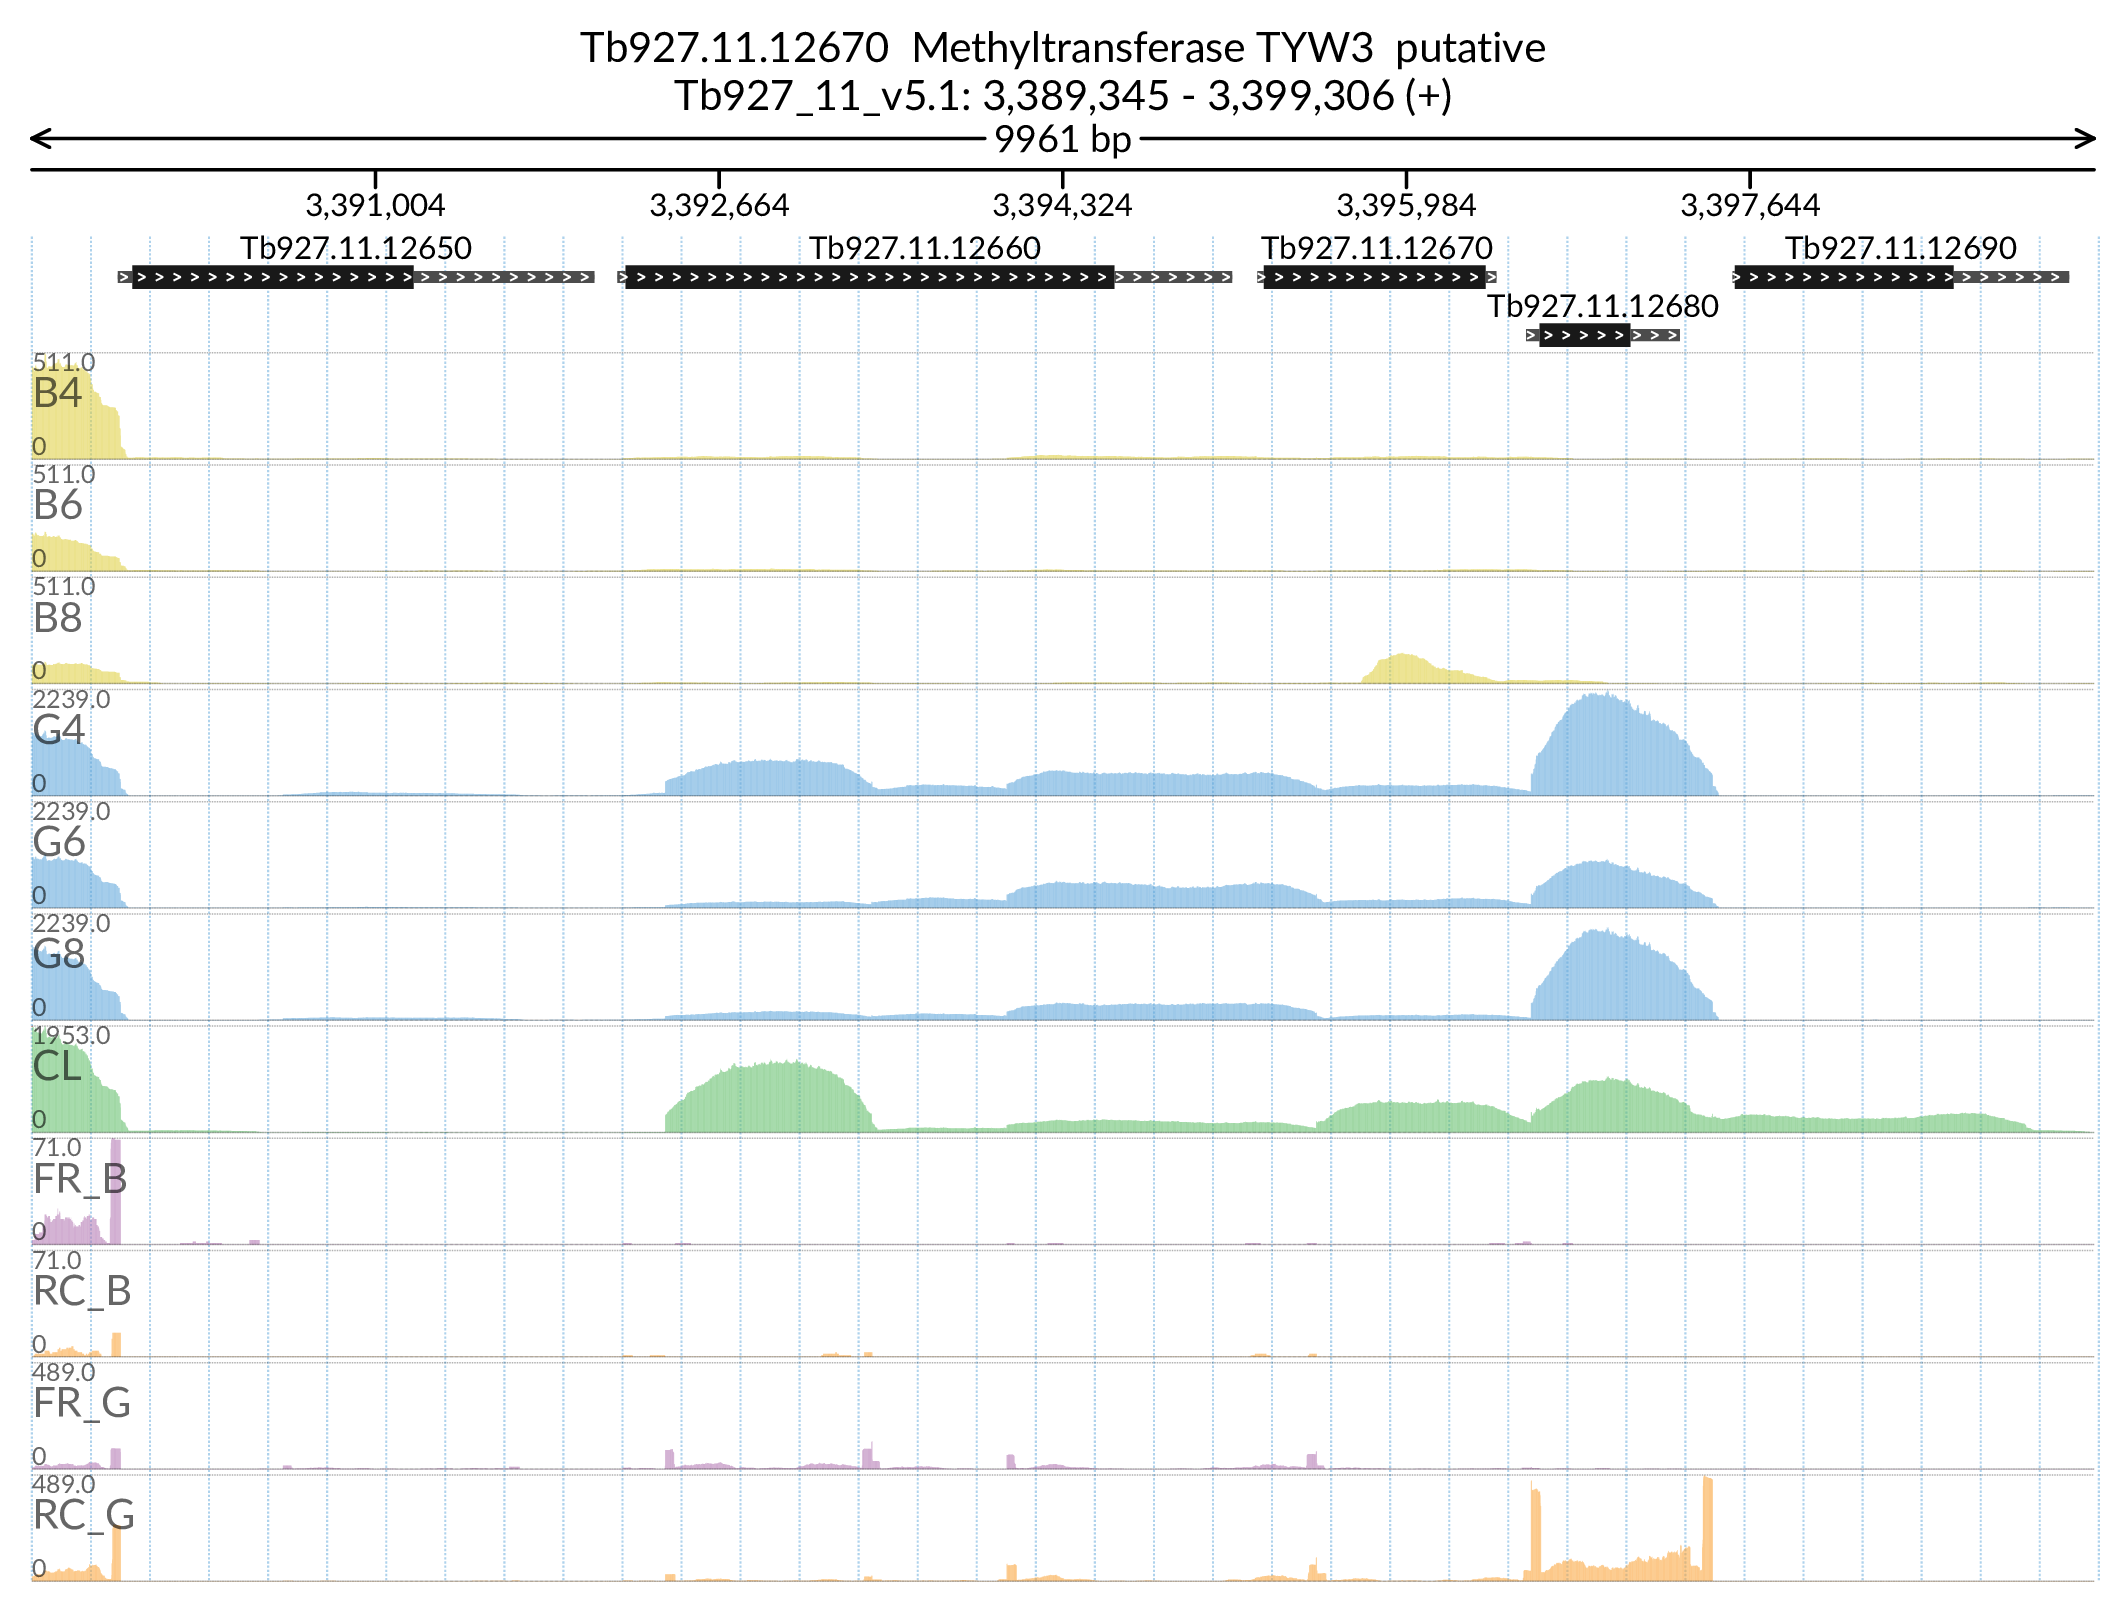 Tb927.11.12670  Methyltransferase TYW3  putative
Tb927_11_v5.1: 3,389,345 - 3,399,306 (+)
9961 bp
3,391,004 3,392,664 3,394,324 3,395,984 3,397,644
Tb927.11.12650 Tb927.11.12660 Tb927.11.12670 Tb927.11.12690
Tb927.11.12680
511.0
B4
0
511.0
B6
0
511.0
B8
0
2239.0
G4
0
2239.0
G6
0
2239.0
G8
0
1953.0
CL
0
71.0
FR_B
0
71.0
RC_B
0
489.0
FR_G
0
489.0
RC_G
0